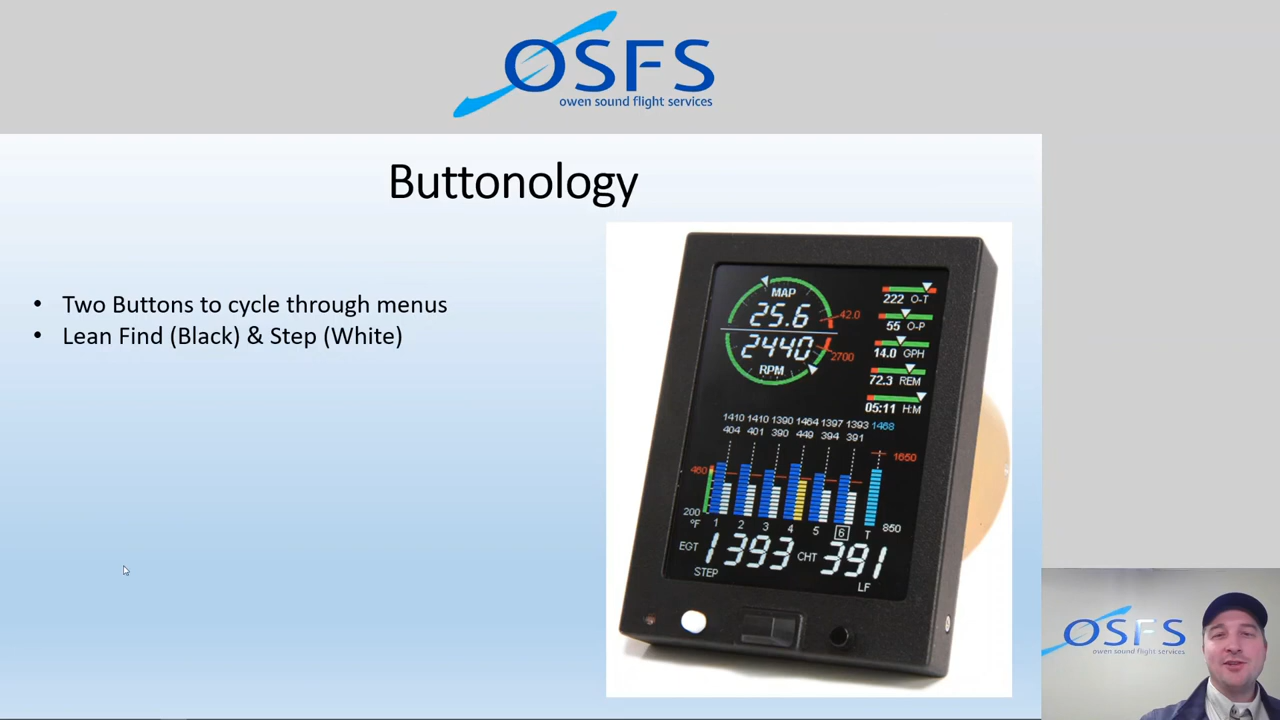 OSFS
owen sound flight services
Buttonology
• Two Buttons to cycle through menus
• Lean Find (Black) & Step (White)
MAP
25.6
42.0
2440
2700
RPM
222 O-T
55 O-P
14.0 GPH
72.3 REM
05:11 H:M
1410 1410 1390 1464 1397 1393 1468
404 401 390 449 394 391
460
1650
200
°F
1 2 3 4 5 6 T
850
EGT 1393 CHT 391
STEP
LF
OSFS
owen sound flight services